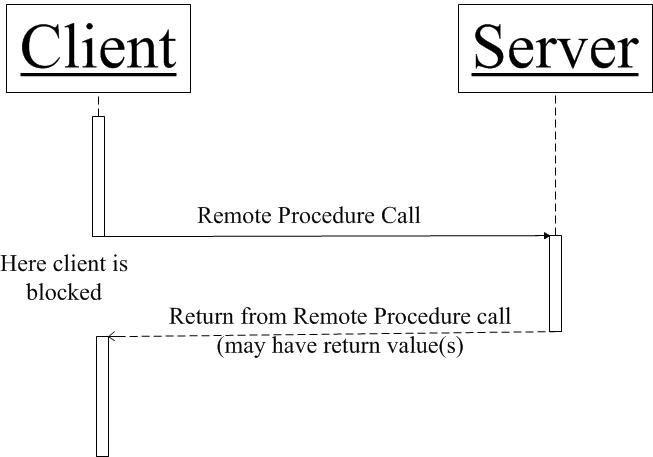 Client
Server
Remote Procedure Call
Here client is
blocked
Return from Remote Procedure call
(may have return value(s)